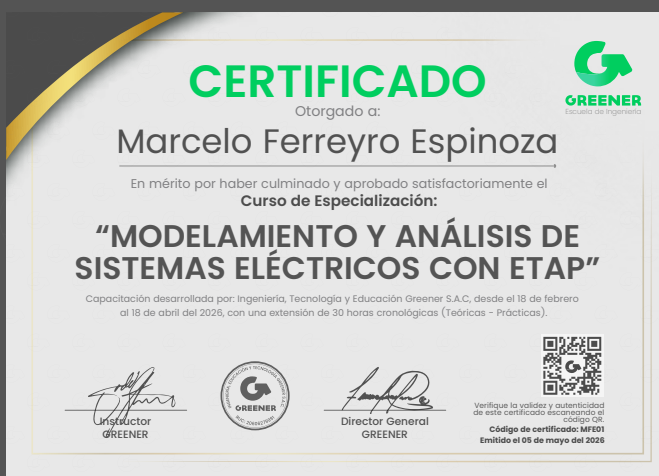 CERTIFICADO
Otorgado a:
GREENER
Escuela de Ingeniería
Marcelo Ferreyro Espinoza
En mérito por haber culminado y aprobado satisfactoriamente el
Curso de Especialización:
“MODELAMIENTO Y ANÁLISIS DE
SISTEMAS ELÉCTRICOS CON ETAP”
Capacitación desarrollada por: Ingeniería, Tecnología y Educación Greener S.A.C, desde el 18 de febrero
al 18 de abril del 2026, con una extensión de 30 horas cronológicas (Teóricas - Prácticas).
Instructor
GREENER
GREENER
Director General
GREENER
Verifique la validez y autenticidad
de este certificado escaneando el
código QR.
Código de certificado: MFE01
Emitido el 05 de mayo del 2026